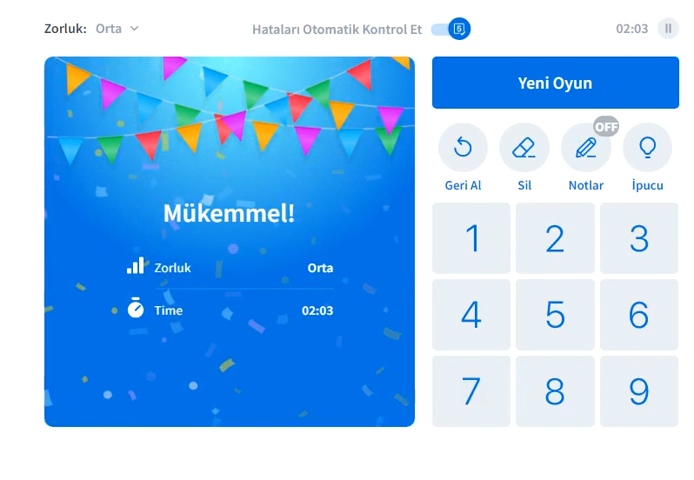 Zorluk: Orta
Hataları Otomatik Kontrol Et
02:03
Yeni Oyun
OFF
Geri Al
Sil
Notlar
İpucu
Mükemmel!
Zorluk Orta
Time 02:03
1 2 3
4 5 6
7 8 9